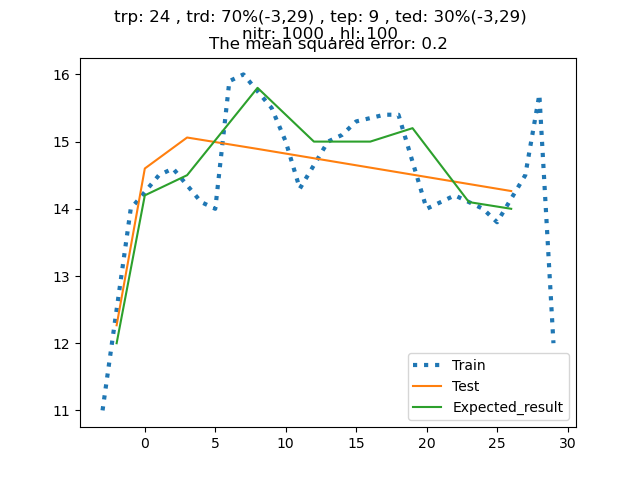 trp: 24 , trd: 70%(-3,29) , tep: 9 , ted: 30%(-3,29)
nitr: 1000 , hl: 100
The mean squared error: 0.2
16
15
14
13
12
11
Train
Test
Expected_result
0 5 10 15 20 25 30